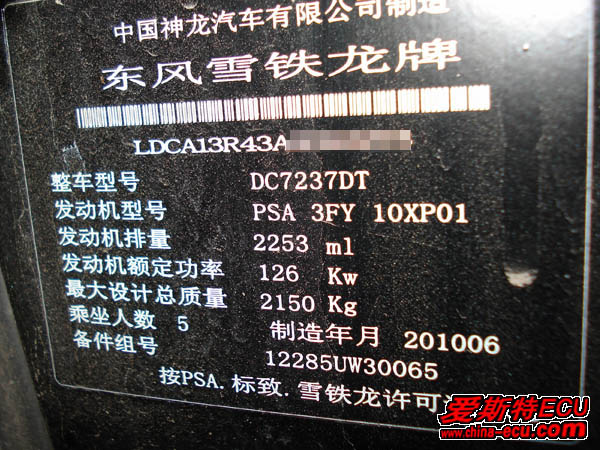 中国神龙汽车有限公司制造
东风雪铁龙牌
LDCA13R43A
整车型号 DC7237DT
发动机型号 PSA 3FY 10XP01
发动机排量 2253 ml
发动机额定功率 126 Kw
最大设计总质量 2150 Kg
乘坐人数 5 制造年月 201006
备件组号 12285UW30065
按PSA.标致.雪铁龙许可
爱斯特ECU
www.china-ecu.com